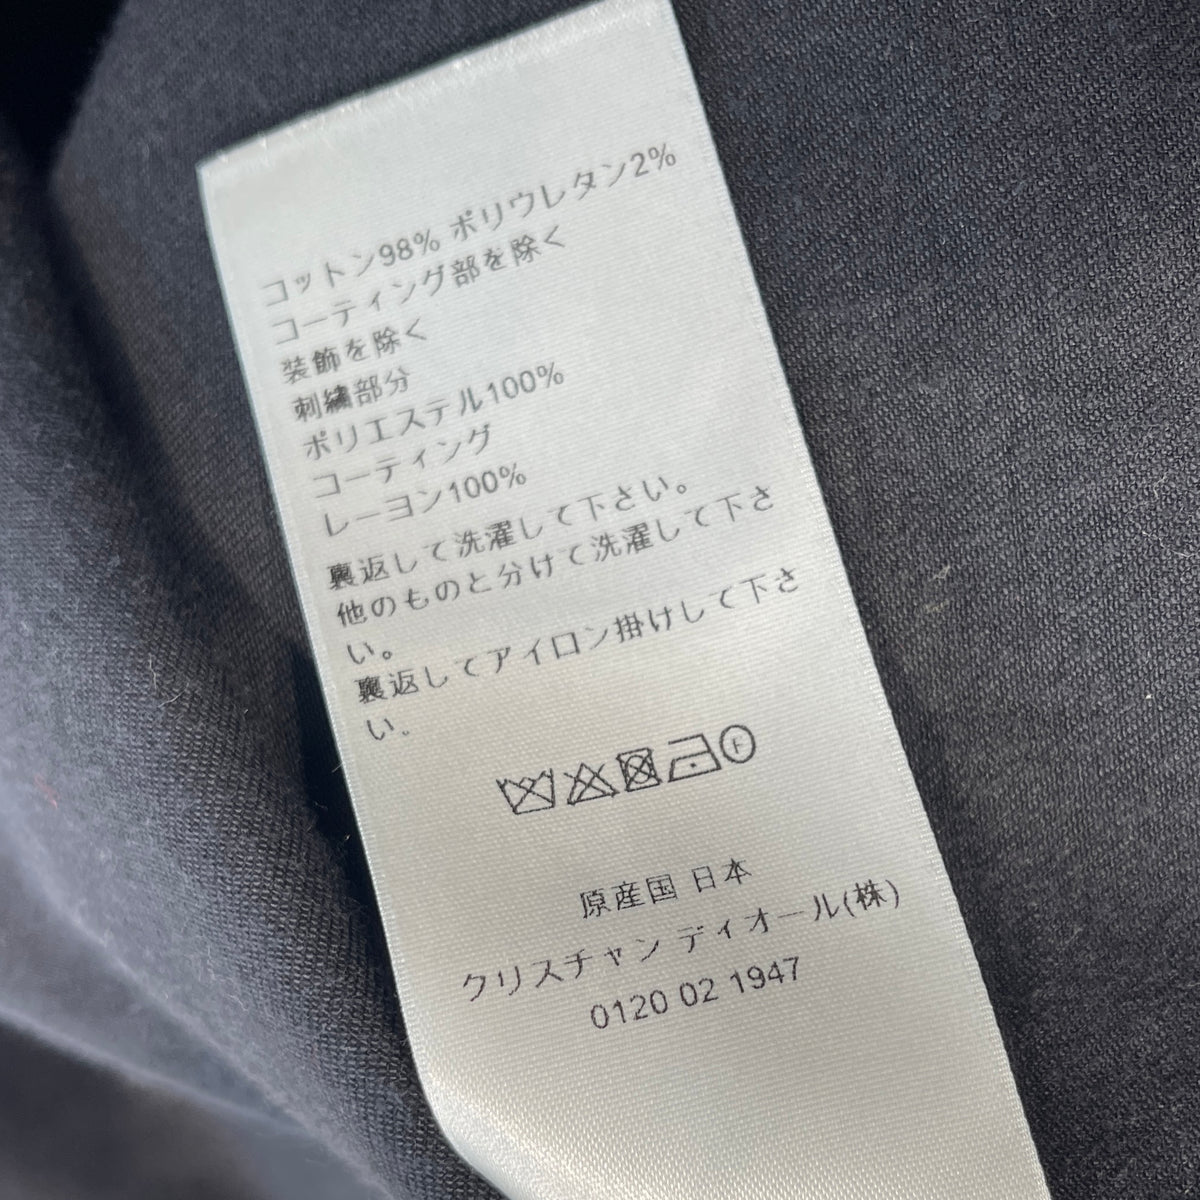 コットン98% ポリウレタン2%
コーティング部を除く
装飾を除く
刺繍部分
ポリエステル100%
コーティング
レーヨン100%
裏返して洗濯して下さい。
他のものと分けて洗濯して下さ
い。
裏返してアイロン掛けして下さ
い。
F
原産国 日本
クリスチャン ディオール(株)
0120 02 1947